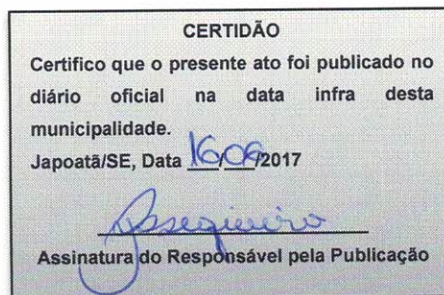 CERTIDÃO
Certifico que o presente ato foi publicado no
diário oficial na data infra desta
municipalidade.
Japoatã/SE, Data 16/06/2017
Assinatura do Responsável pela Publicação